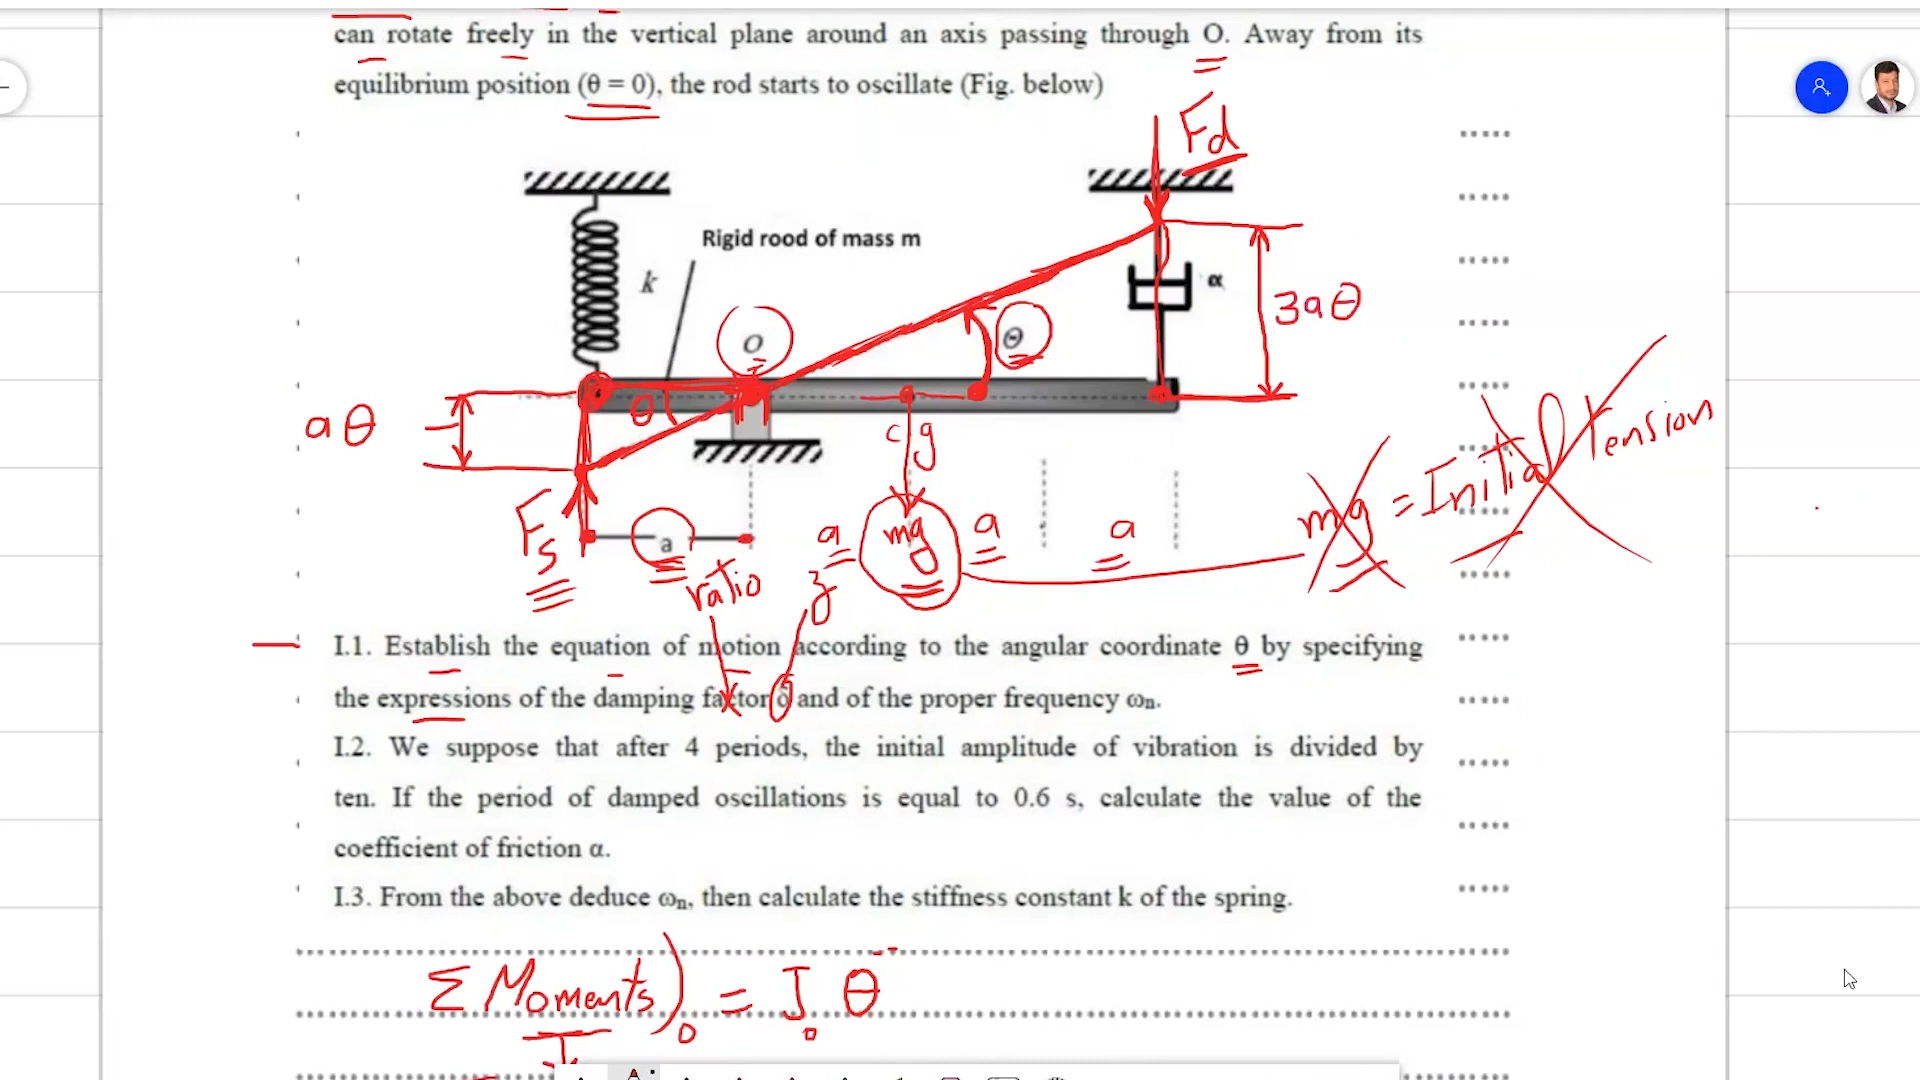 can rotate freely in the vertical plane around an axis passing through O. Away from its
equilibrium position (θ = 0), the rod starts to oscillate (Fig. below)
Fd
Rigid rood of mass m
k
α
O
θ
3aθ
θ
aθ
cg
Fs
a
a
mg
a
a
mg = Initial tension
ratio
ʒ
I.1. Establish the equation of motion according to the angular coordinate θ by specifying
the expressions of the damping factor δ and of the proper frequency ωn.
I.2. We suppose that after 4 periods, the initial amplitude of vibration is divided by
ten. If the period of damped oscillations is equal to 0.6 s, calculate the value of the
coefficient of friction α.
I.3. From the above deduce ωn, then calculate the stiffness constant k of the spring.
Σ Moments)o = Jo θ̈